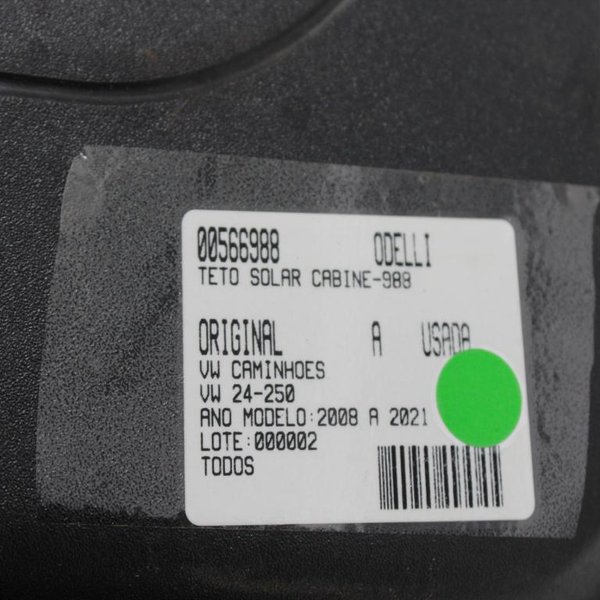 00566988 ODELLI
TETO SOLAR CABINE-988
ORIGINAL A USADA
VW CAMINHOES
VW 24-250
ANO MODELO:2008 A 2021
LOTE:000002
TODOS